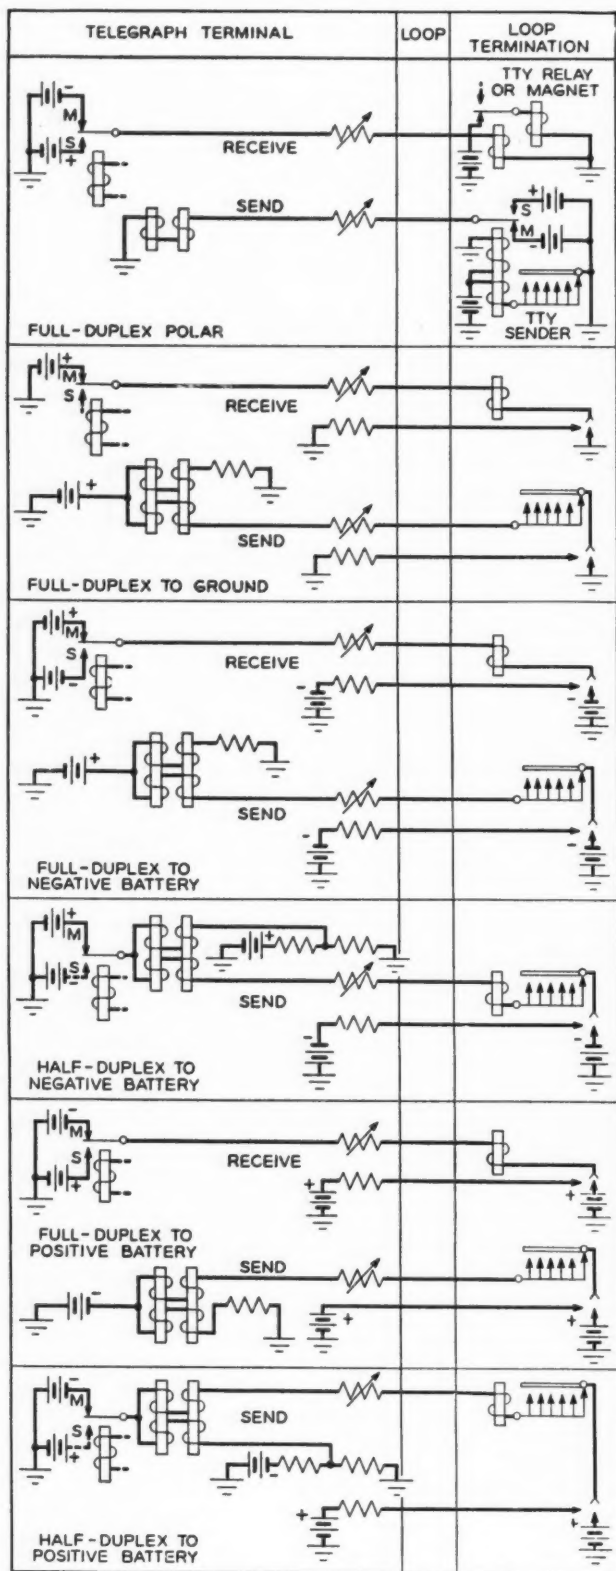 TELEGRAPH TERMINAL
LOOP
LOOP
TERMINATION
TTY RELAY
OR MAGNET
-
M
S
+
RECEIVE
SEND
+
S
M
-
TTY
SENDER
FULL-DUPLEX POLAR
+
M
S
RECEIVE
+
SEND
FULL-DUPLEX TO GROUND
+
M
S
-
RECEIVE
-
-
+
SEND
-
-
FULL-DUPLEX TO
NEGATIVE BATTERY
+
M
S
-
+
SEND
-
-
HALF-DUPLEX TO
NEGATIVE BATTERY
-
M
S
+
RECEIVE
+
+
FULL-DUPLEX TO
POSITIVE BATTERY
-
SEND
+
+
-
M
S
+
SEND
-
+
+
HALF-DUPLEX TO
POSITIVE BATTERY